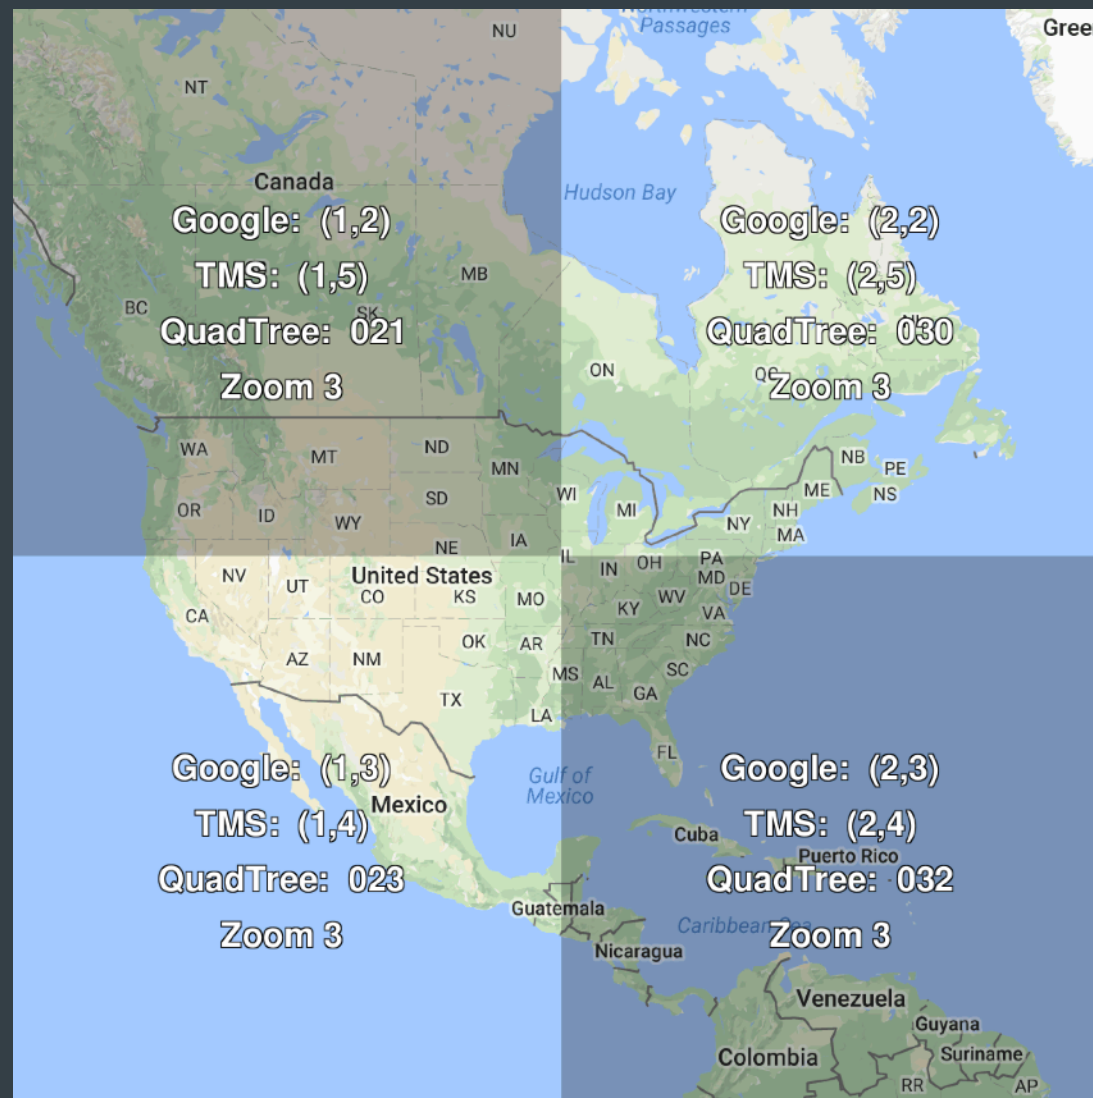 NU
Northwestern
Passages
NT
Canada
Hudson Bay
Google: (1,2)
Google: (2,2)
TMS: (1,5)
TMS: (2,5)
MB
BC
SK
NL
QuadTree: 021
QuadTree: 030
ON
QC
Zoom 3
Zoom 3
WA
MT
ND
MN
NB
PE
OR
ID
WY
SD
WI
MI
ME
NS
NH
NY
MA
IA
NE
IL
IN
OH
PA
MD
DE
NV
UT
United States
CO
KS
MO
KY
WV
VA
CA
OK
AR
TN
NC
AZ
NM
MS
AL
SC
GA
TX
LA
FL
Google: (1,3)
Google: (2,3)
Gulf of
Mexico
Mexico
TMS: (1,4)
Cuba
TMS: (2,4)
Puerto Rico
QuadTree: 023
QuadTree: 032
Guatemala
Caribbean Sea
Zoom 3
Zoom 3
Nicaragua
Venezuela
Guyana
Colombia
Suriname
RR
AP